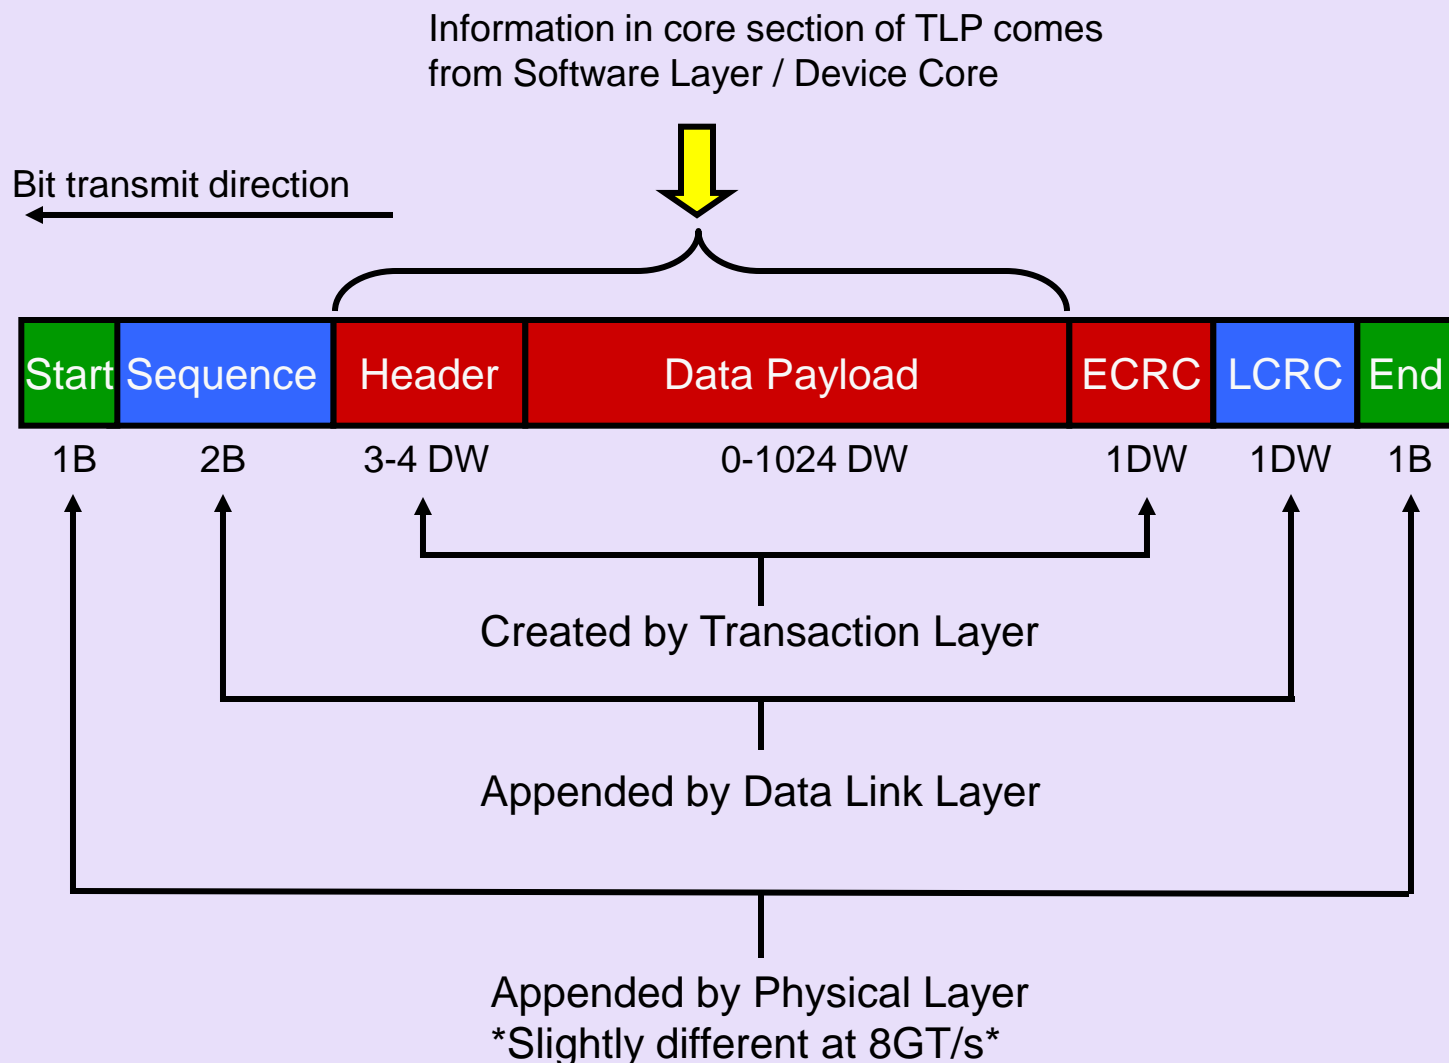 Information in core section of TLP comes
from Software Layer / Device Core
Bit transmit direction
Start Sequence Header Data Payload ECRC LCRC End
1B 2B 3-4 DW 0-1024 DW 1DW 1DW 1B
Created by Transaction Layer
Appended by Data Link Layer
Appended by Physical Layer
*Slightly different at 8GT/s*